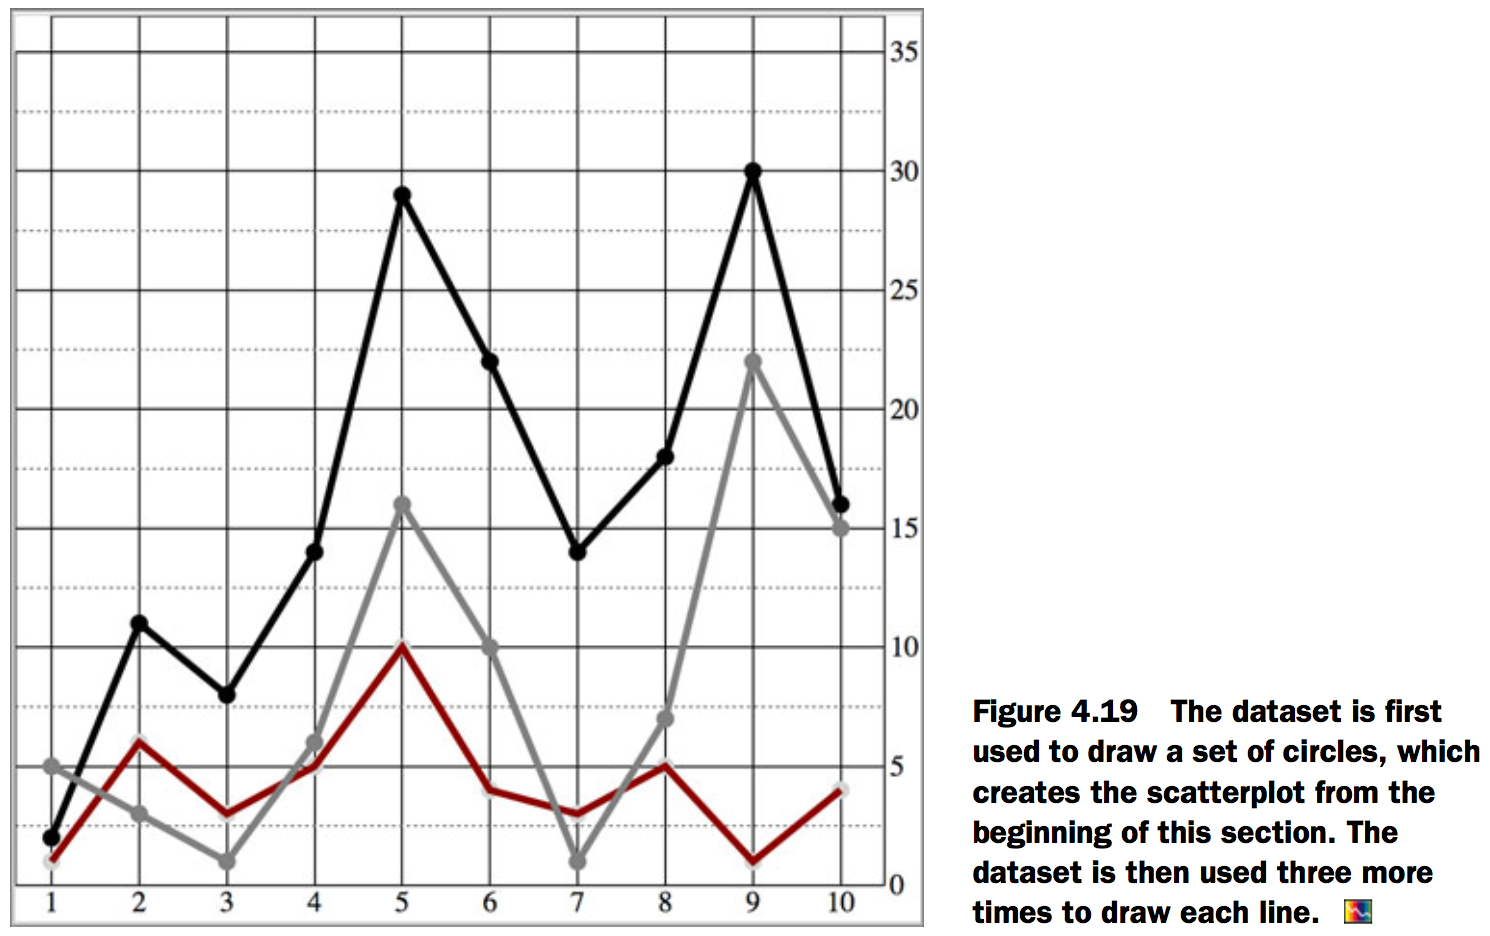 35
30
25
20
15
10
5
0
1 2 3 4 5 6 7 8 9 10
Figure 4.19 The dataset is first
used to draw a set of circles, which
creates the scatterplot from the
beginning of this section. The
dataset is then used three more
times to draw each line.